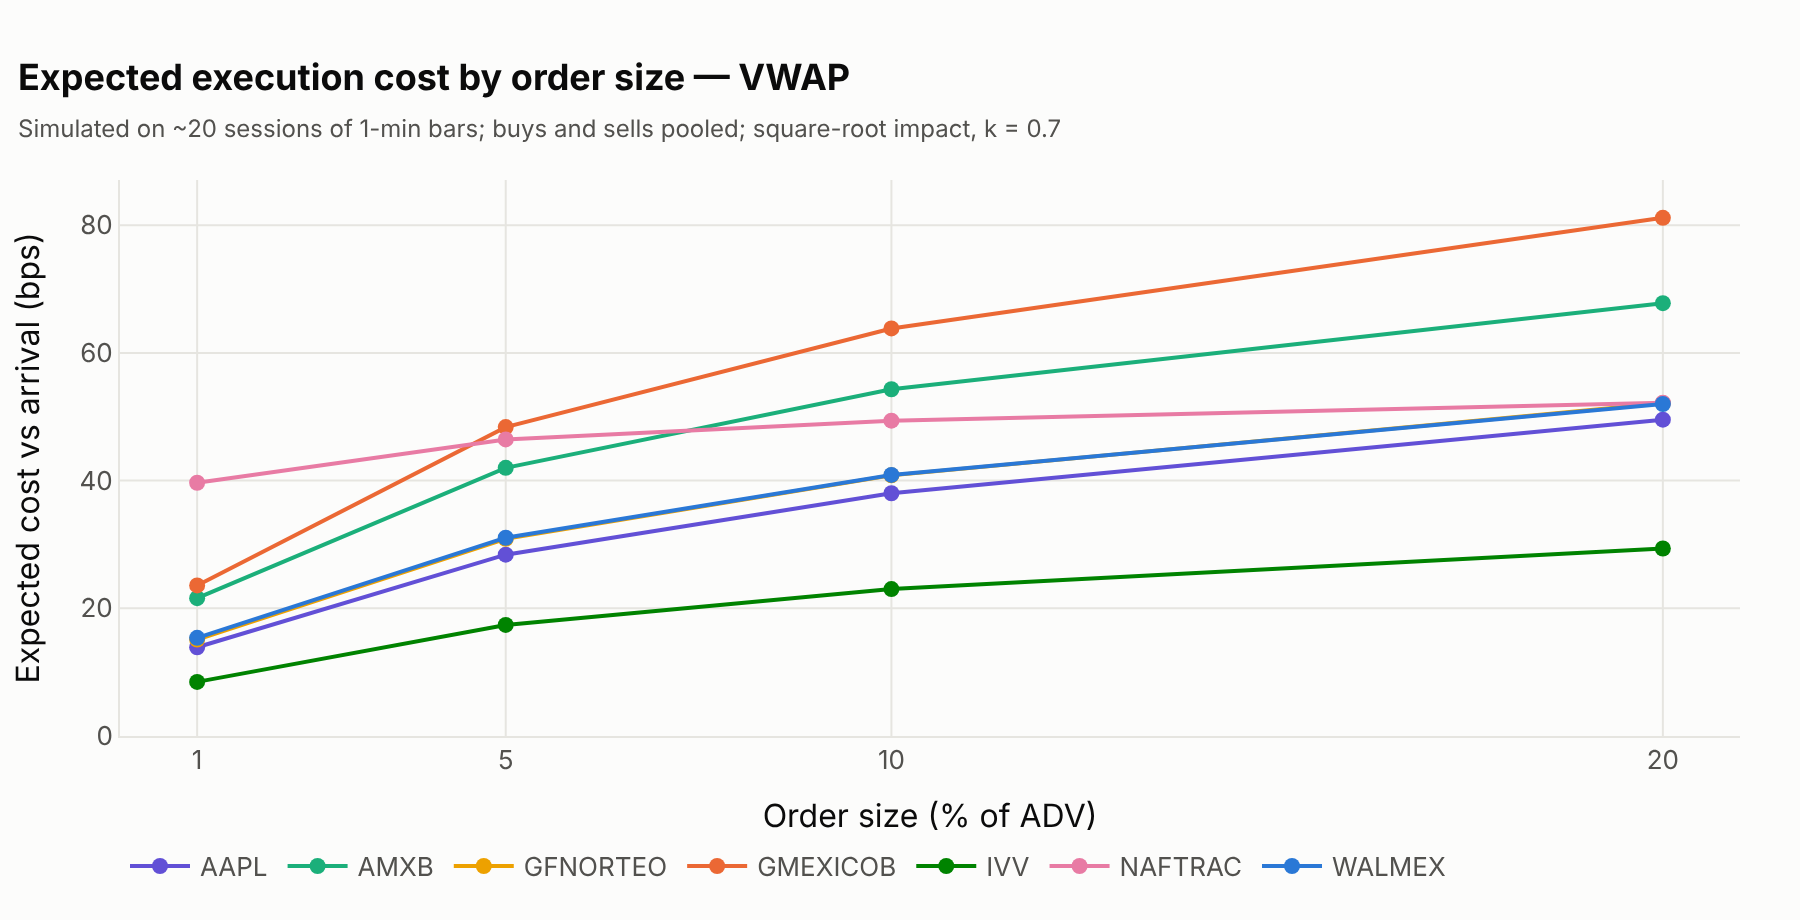 Expected execution cost by order size — VWAP
Simulated on ~20 sessions of 1-min bars; buys and sells pooled; square-root impact, k = 0.7
Expected cost vs arrival (bps)
80
60
40
20
0
1 5 10 20
Order size (% of ADV)
AAPL AMXB GFNORTEO GMEXICOB IVV NAFTRAC WALMEX